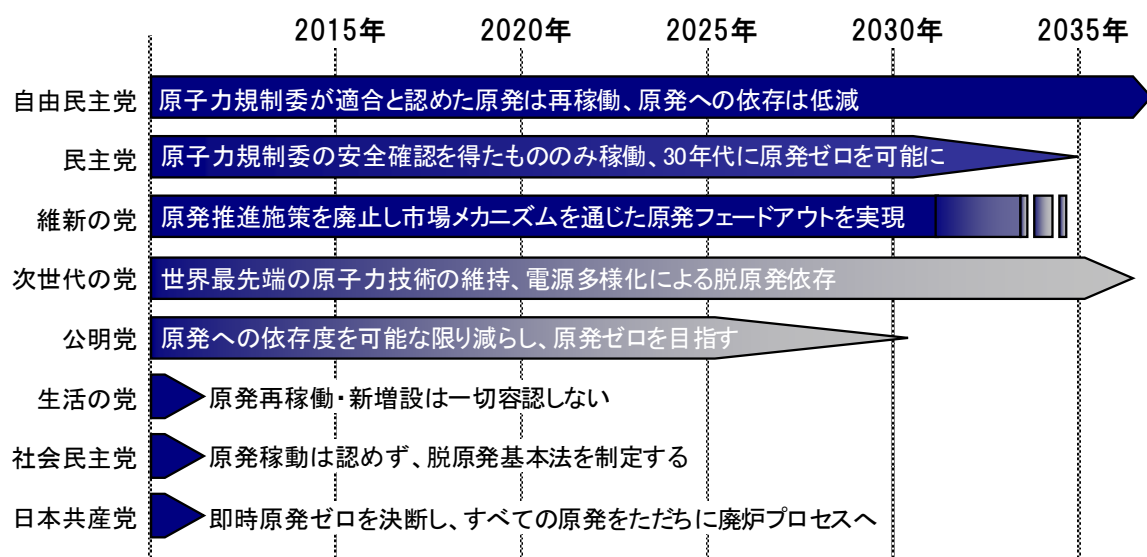 2015年 2020年 2025年 2030年 2035年
自由民主党 原子力規制委が適合と認めた原発は再稼働、原発への依存は低減
民主党 原子力規制委の安全確認を得たもののみ稼働、30年代に原発ゼロを可能に
維新の党 原発推進施策を廃止し市場メカニズムを通じた原発フェードアウトを実現
次世代の党 世界最先端の原子力技術の維持、電源多様化による脱原発依存
公明党 原発への依存度を可能な限り減らし、原発ゼロを目指す
生活の党 原発再稼働・新増設は一切容認しない
社会民主党 原発稼動は認めず、脱原発基本法を制定する
日本共産党 即時原発ゼロを決断し、すべての原発をただちに廃炉プロセスへ